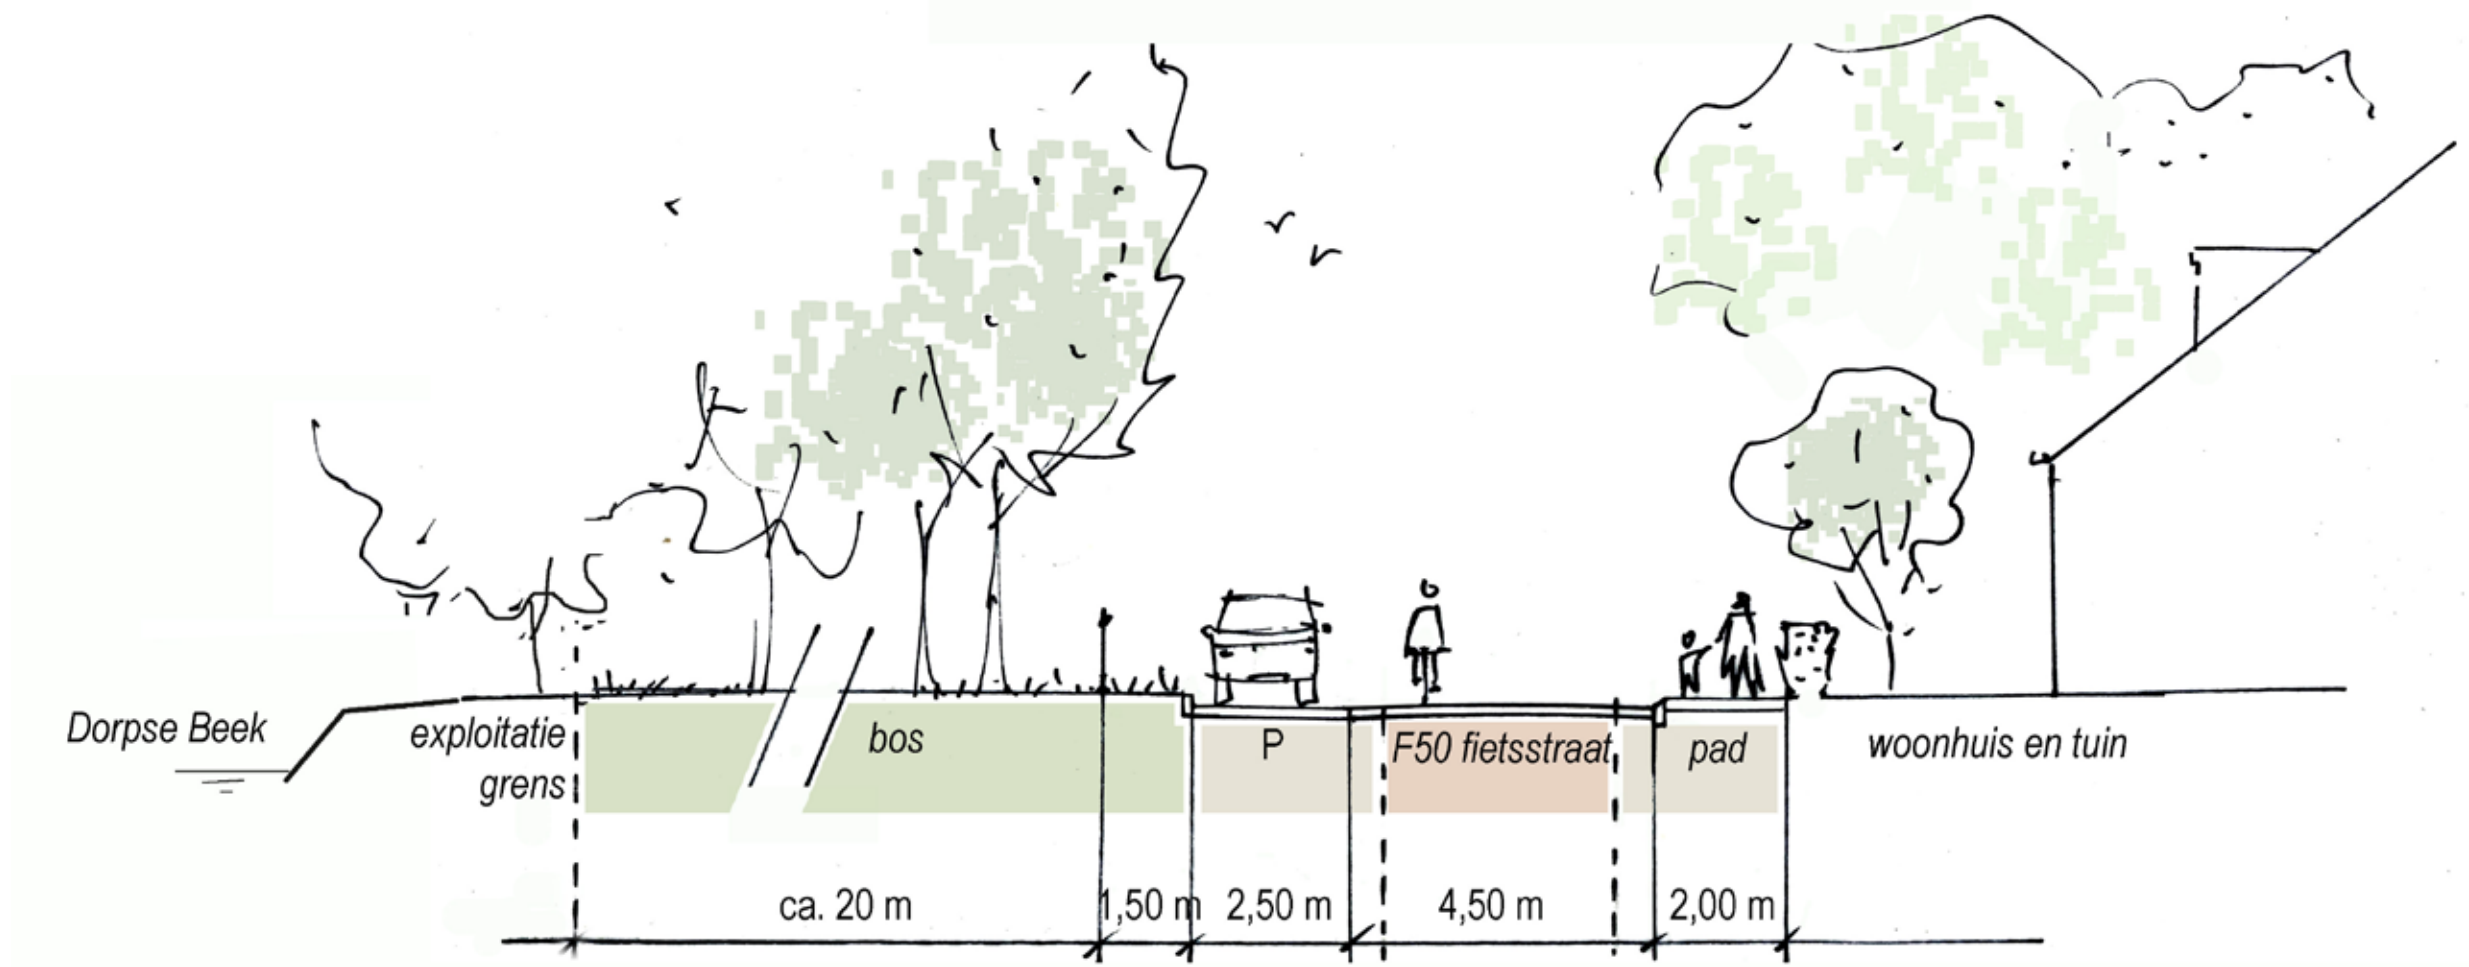 Dorpse Beek
exploitatie
grens
bos
P
F50 fietsstraat
pad
woonhuis en tuin
ca. 20 m
1,50 m
2,50 m
4,50 m
2,00 m